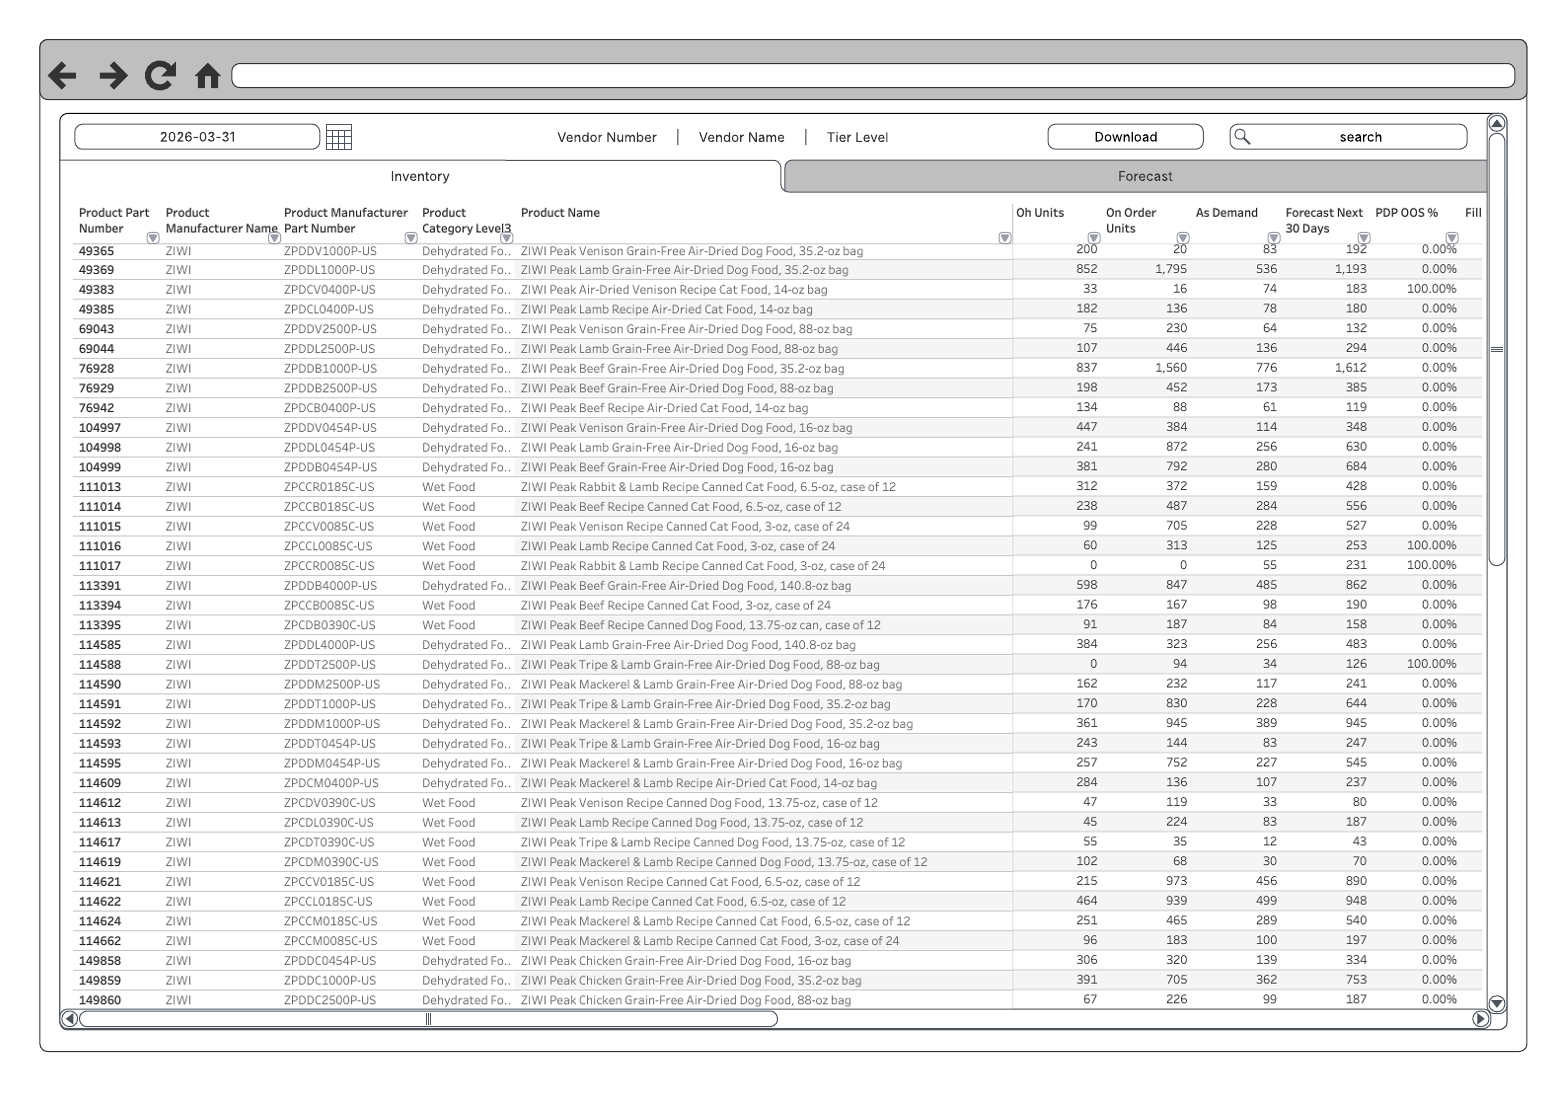 2026-03-31
Vendor Number | Vendor Name | Tier Level
Download
search
Inventory
Forecast
Product Part Number Product Manufacturer Name Product Manufacturer Part Number Product Category Level3 Product Name Oh Units On Order Units As Demand Forecast Next 30 Days PDP OOS % Fill
49365 ZIWI ZPDDV1000P-US Dehydrated Fo.. ZIWI Peak Venison Grain-Free Air-Dried Dog Food, 35.2-oz bag 200 20 83 192 0.00%
49369 ZIWI ZPDDL1000P-US Dehydrated Fo.. ZIWI Peak Lamb Grain-Free Air-Dried Dog Food, 35.2-oz bag 852 1,795 536 1,193 0.00%
49383 ZIWI ZPDCV0400P-US Dehydrated Fo.. ZIWI Peak Air-Dried Venison Recipe Cat Food, 14-oz bag 33 16 74 183 100.00%
49385 ZIWI ZPDCL0400P-US Dehydrated Fo.. ZIWI Peak Lamb Recipe Air-Dried Cat Food, 14-oz bag 182 136 78 180 0.00%
69043 ZIWI ZPDDV2500P-US Dehydrated Fo.. ZIWI Peak Venison Grain-Free Air-Dried Dog Food, 88-oz bag 75 230 64 132 0.00%
69044 ZIWI ZPDDL2500P-US Dehydrated Fo.. ZIWI Peak Lamb Grain-Free Air-Dried Dog Food, 88-oz bag 107 446 136 294 0.00%
76928 ZIWI ZPDDB1000P-US Dehydrated Fo.. ZIWI Peak Beef Grain-Free Air-Dried Dog Food, 35.2-oz bag 837 1,560 776 1,612 0.00%
76929 ZIWI ZPDDB2500P-US Dehydrated Fo.. ZIWI Peak Beef Grain-Free Air-Dried Dog Food, 88-oz bag 198 452 173 385 0.00%
76942 ZIWI ZPDCB0400P-US Dehydrated Fo.. ZIWI Peak Beef Recipe Air-Dried Cat Food, 14-oz bag 134 88 61 119 0.00%
104997 ZIWI ZPDDV0454P-US Dehydrated Fo.. ZIWI Peak Venison Grain-Free Air-Dried Dog Food, 16-oz bag 447 384 114 348 0.00%
104998 ZIWI ZPDDL0454P-US Dehydrated Fo.. ZIWI Peak Lamb Grain-Free Air-Dried Dog Food, 16-oz bag 241 872 256 630 0.00%
104999 ZIWI ZPDDB0454P-US Dehydrated Fo.. ZIWI Peak Beef Grain-Free Air-Dried Dog Food, 16-oz bag 381 792 280 684 0.00%
111013 ZIWI ZPCCR0185C-US Wet Food ZIWI Peak Rabbit & Lamb Recipe Canned Cat Food, 6.5-oz, case of 12 312 372 159 428 0.00%
111014 ZIWI ZPCCB0185C-US Wet Food ZIWI Peak Beef Recipe Canned Cat Food, 6.5-oz, case of 12 238 487 284 556 0.00%
111015 ZIWI ZPCCV0085C-US Wet Food ZIWI Peak Venison Recipe Canned Cat Food, 3-oz, case of 24 99 705 228 527 0.00%
111016 ZIWI ZPCCL0085C-US Wet Food ZIWI Peak Lamb Recipe Canned Cat Food, 3-oz, case of 24 60 313 125 253 100.00%
111017 ZIWI ZPCCR0085C-US Wet Food ZIWI Peak Rabbit & Lamb Recipe Canned Cat Food, 3-oz, case of 24 0 0 55 231 100.00%
113391 ZIWI ZPDDB4000P-US Dehydrated Fo.. ZIWI Peak Beef Grain-Free Air-Dried Dog Food, 140.8-oz bag 598 847 485 862 0.00%
113394 ZIWI ZPCCB0085C-US Wet Food ZIWI Peak Beef Recipe Canned Cat Food, 3-oz, case of 24 176 167 98 190 0.00%
113395 ZIWI ZPCDB0390C-US Wet Food ZIWI Peak Beef Recipe Canned Dog Food, 13.75-oz can, case of 12 91 187 84 158 0.00%
114585 ZIWI ZPDDL4000P-US Dehydrated Fo.. ZIWI Peak Lamb Grain-Free Air-Dried Dog Food, 140.8-oz bag 384 323 256 483 0.00%
114588 ZIWI ZPDDT2500P-US Dehydrated Fo.. ZIWI Peak Tripe & Lamb Grain-Free Air-Dried Dog Food, 88-oz bag 0 94 34 126 100.00%
114590 ZIWI ZPDDM2500P-US Dehydrated Fo.. ZIWI Peak Mackerel & Lamb Grain-Free Air-Dried Dog Food, 88-oz bag 162 232 117 241 0.00%
114591 ZIWI ZPDDT1000P-US Dehydrated Fo.. ZIWI Peak Tripe & Lamb Grain-Free Air-Dried Dog Food, 35.2-oz bag 170 830 228 644 0.00%
114592 ZIWI ZPDDM1000P-US Dehydrated Fo.. ZIWI Peak Mackerel & Lamb Grain-Free Air-Dried Dog Food, 35.2-oz bag 361 945 389 945 0.00%
114593 ZIWI ZPDDT0454P-US Dehydrated Fo.. ZIWI Peak Tripe & Lamb Grain-Free Air-Dried Dog Food, 16-oz bag 243 144 83 247 0.00%
114595 ZIWI ZPDDM0454P-US Dehydrated Fo.. ZIWI Peak Mackerel & Lamb Grain-Free Air-Dried Dog Food, 16-oz bag 257 752 227 545 0.00%
114609 ZIWI ZPDCM0400P-US Dehydrated Fo.. ZIWI Peak Mackerel & Lamb Recipe Air-Dried Cat Food, 14-oz bag 284 136 107 237 0.00%
114612 ZIWI ZPCDV0390C-US Wet Food ZIWI Peak Venison Recipe Canned Dog Food, 13.75-oz, case of 12 47 119 33 80 0.00%
114613 ZIWI ZPCDL0390C-US Wet Food ZIWI Peak Lamb Recipe Canned Dog Food, 13.75-oz, case of 12 45 224 83 187 0.00%
114617 ZIWI ZPCDT0390C-US Wet Food ZIWI Peak Tripe & Lamb Recipe Canned Dog Food, 13.75-oz, case of 12 55 35 12 43 0.00%
114619 ZIWI ZPCDM0390C-US Wet Food ZIWI Peak Mackerel & Lamb Recipe Canned Dog Food, 13.75-oz, case of 12 102 68 30 70 0.00%
114621 ZIWI ZPCCV0185C-US Wet Food ZIWI Peak Venison Recipe Canned Cat Food, 6.5-oz, case of 12 215 973 456 890 0.00%
114622 ZIWI ZPCCL0185C-US Wet Food ZIWI Peak Lamb Recipe Canned Cat Food, 6.5-oz, case of 12 464 939 499 948 0.00%
114624 ZIWI ZPCCM0185C-US Wet Food ZIWI Peak Mackerel & Lamb Recipe Canned Cat Food, 6.5-oz, case of 12 251 465 289 540 0.00%
114662 ZIWI ZPCCM0085C-US Wet Food ZIWI Peak Mackerel & Lamb Recipe Canned Cat Food, 3-oz, case of 24 96 183 100 197 0.00%
149858 ZIWI ZPDDC0454P-US Dehydrated Fo.. ZIWI Peak Chicken Grain-Free Air-Dried Dog Food, 16-oz bag 306 320 139 334 0.00%
149859 ZIWI ZPDDC1000P-US Dehydrated Fo.. ZIWI Peak Chicken Grain-Free Air-Dried Dog Food, 35.2-oz bag 391 705 362 753 0.00%
149860 ZIWI ZPDDC2500P-US Dehydrated Fo.. ZIWI Peak Chicken Grain-Free Air-Dried Dog Food, 88-oz bag 67 226 99 187 0.00%